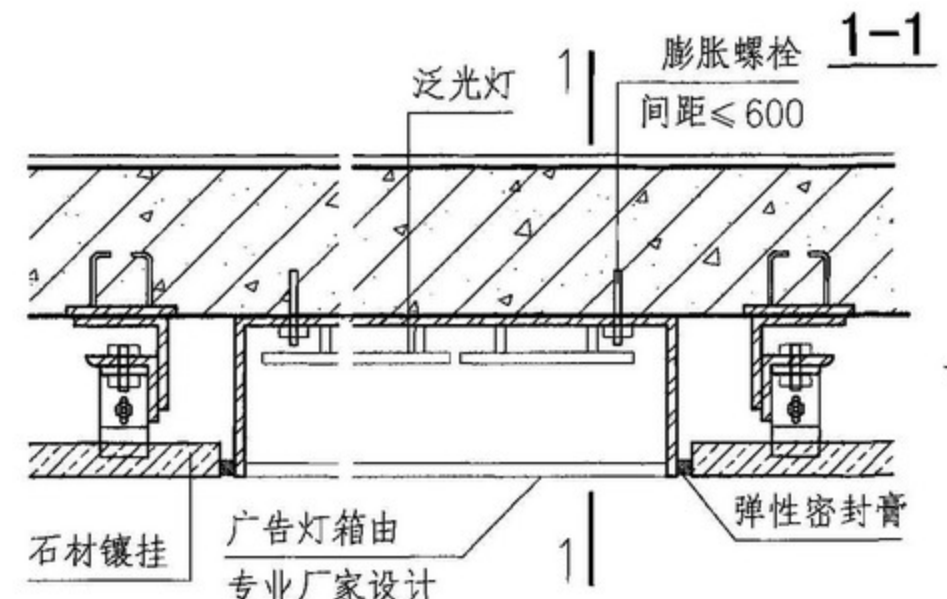 1-1
泛光灯
1
膨胀螺栓
间距≤600
石材镶挂
广告灯箱由
专业厂家设计
1
弹性密封膏